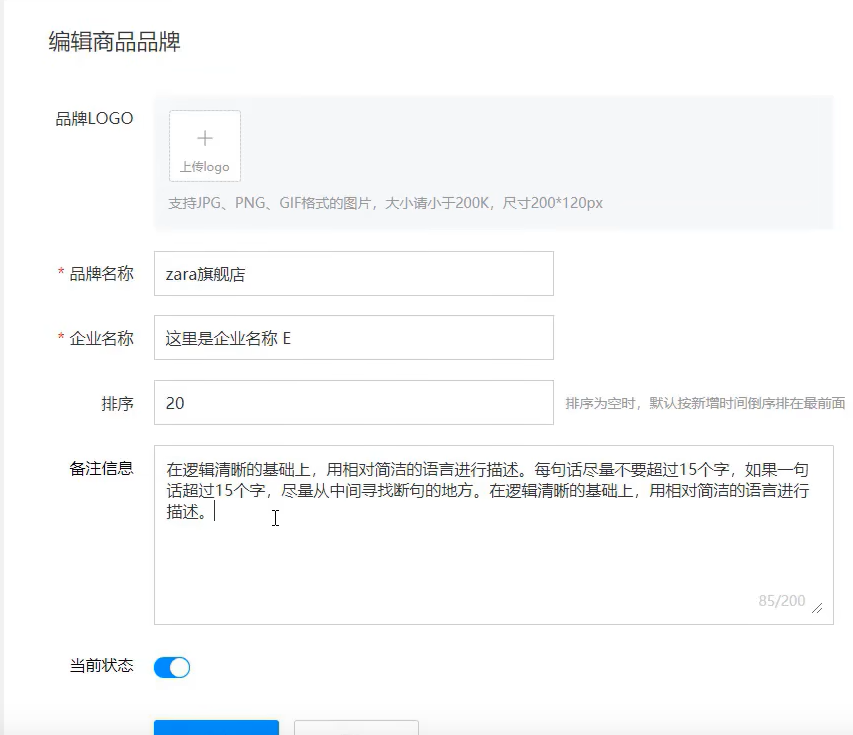 编辑商品品牌
品牌LOGO
上传logo
支持JPG、PNG、GIF格式的图片，大小请小于200K，尺寸200*120px
* 品牌名称
zara旗舰店
* 企业名称
这里是企业名称 E
排序
20
排序为空时，默认按新增时间倒序排在最前面
备注信息
在逻辑清晰的基础上，用相对简洁的语言进行描述。每句话尽量不要超过15个字，如果一句
话超过15个字，尽量从中间寻找断句的地方。在逻辑清晰的基础上，用相对简洁的语言进行
描述。
85/200
当前状态